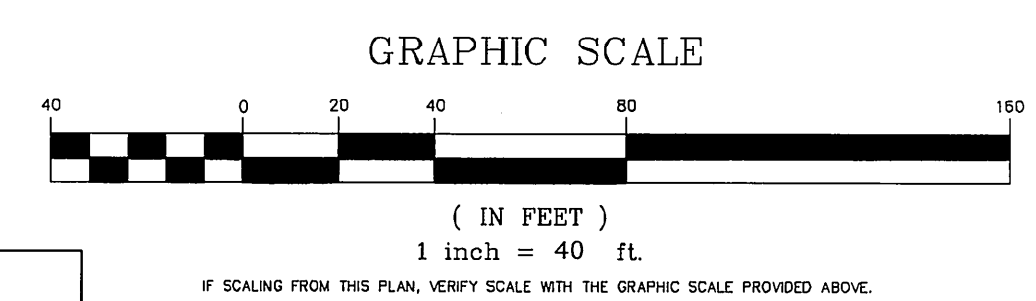 GRAPHIC SCALE
40 0 20 40 80 160
( IN FEET )
1 inch = 40 ft.
IF SCALING FROM THIS PLAN, VERIFY SCALE WITH THE GRAPHIC SCALE PROVIDED ABOVE.